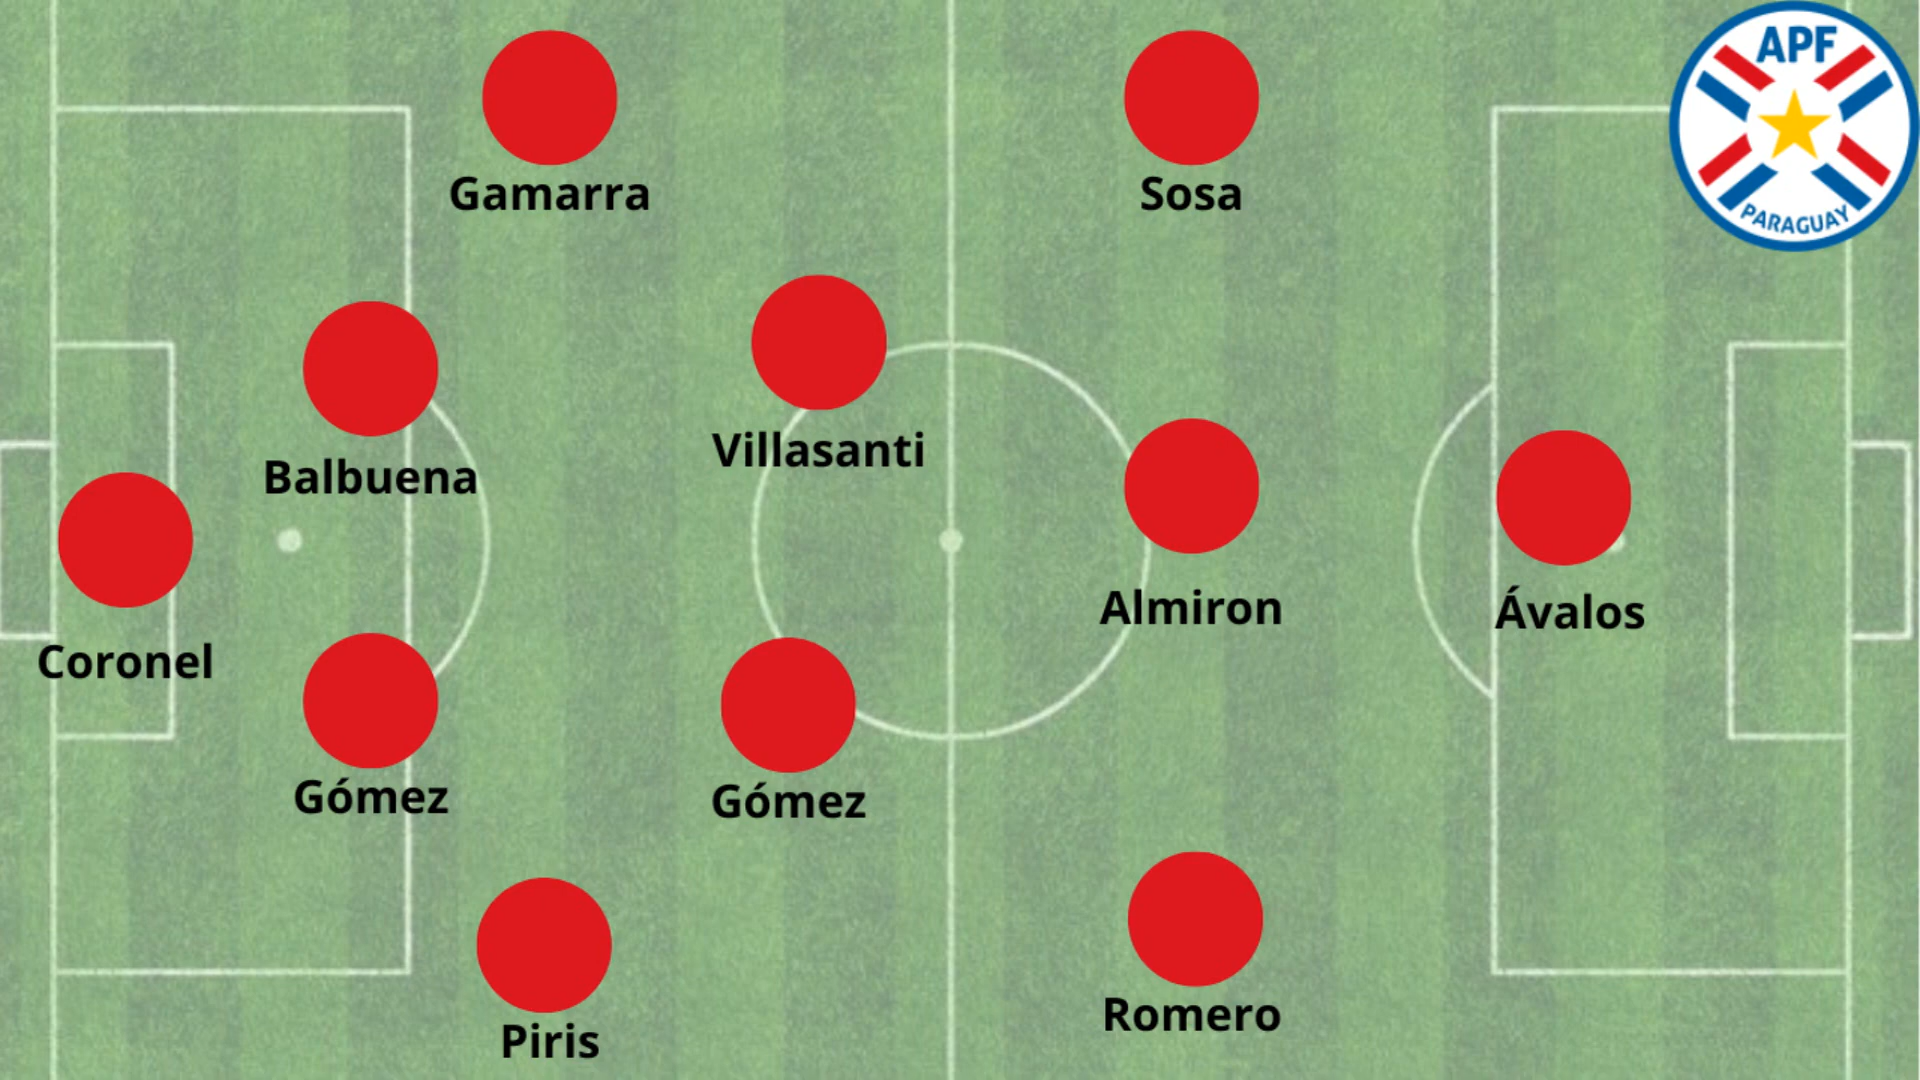 APF
PARAGUAY
Gamarra
Sosa
Balbuena
Villasanti
Coronel
Almiron
Ávalos
Gómez
Gómez
Piris
Romero